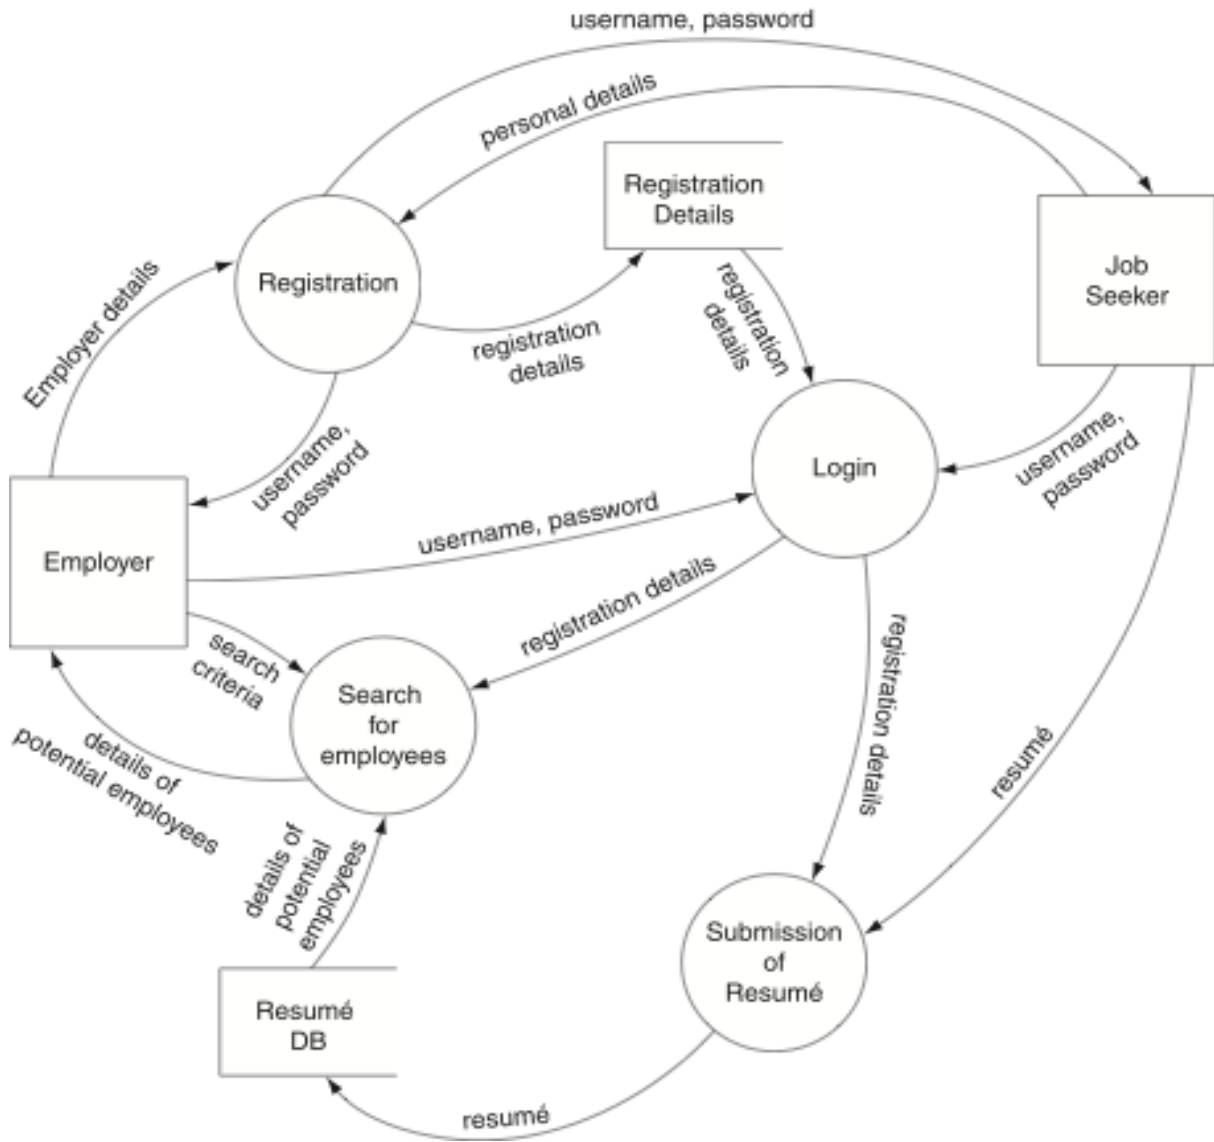 username, password
personal details
Registration
Details
Registration
Job
Seeker
Employer details
registration
details
registration
details
username,
password
username,
password
Login
username, password
Employer
registration details
search
criteria
registration details
Search
for
employees
details of
potential employees
resumé
details of
potential
employees
Submission
of
Resumé
Resumé
DB
resumé